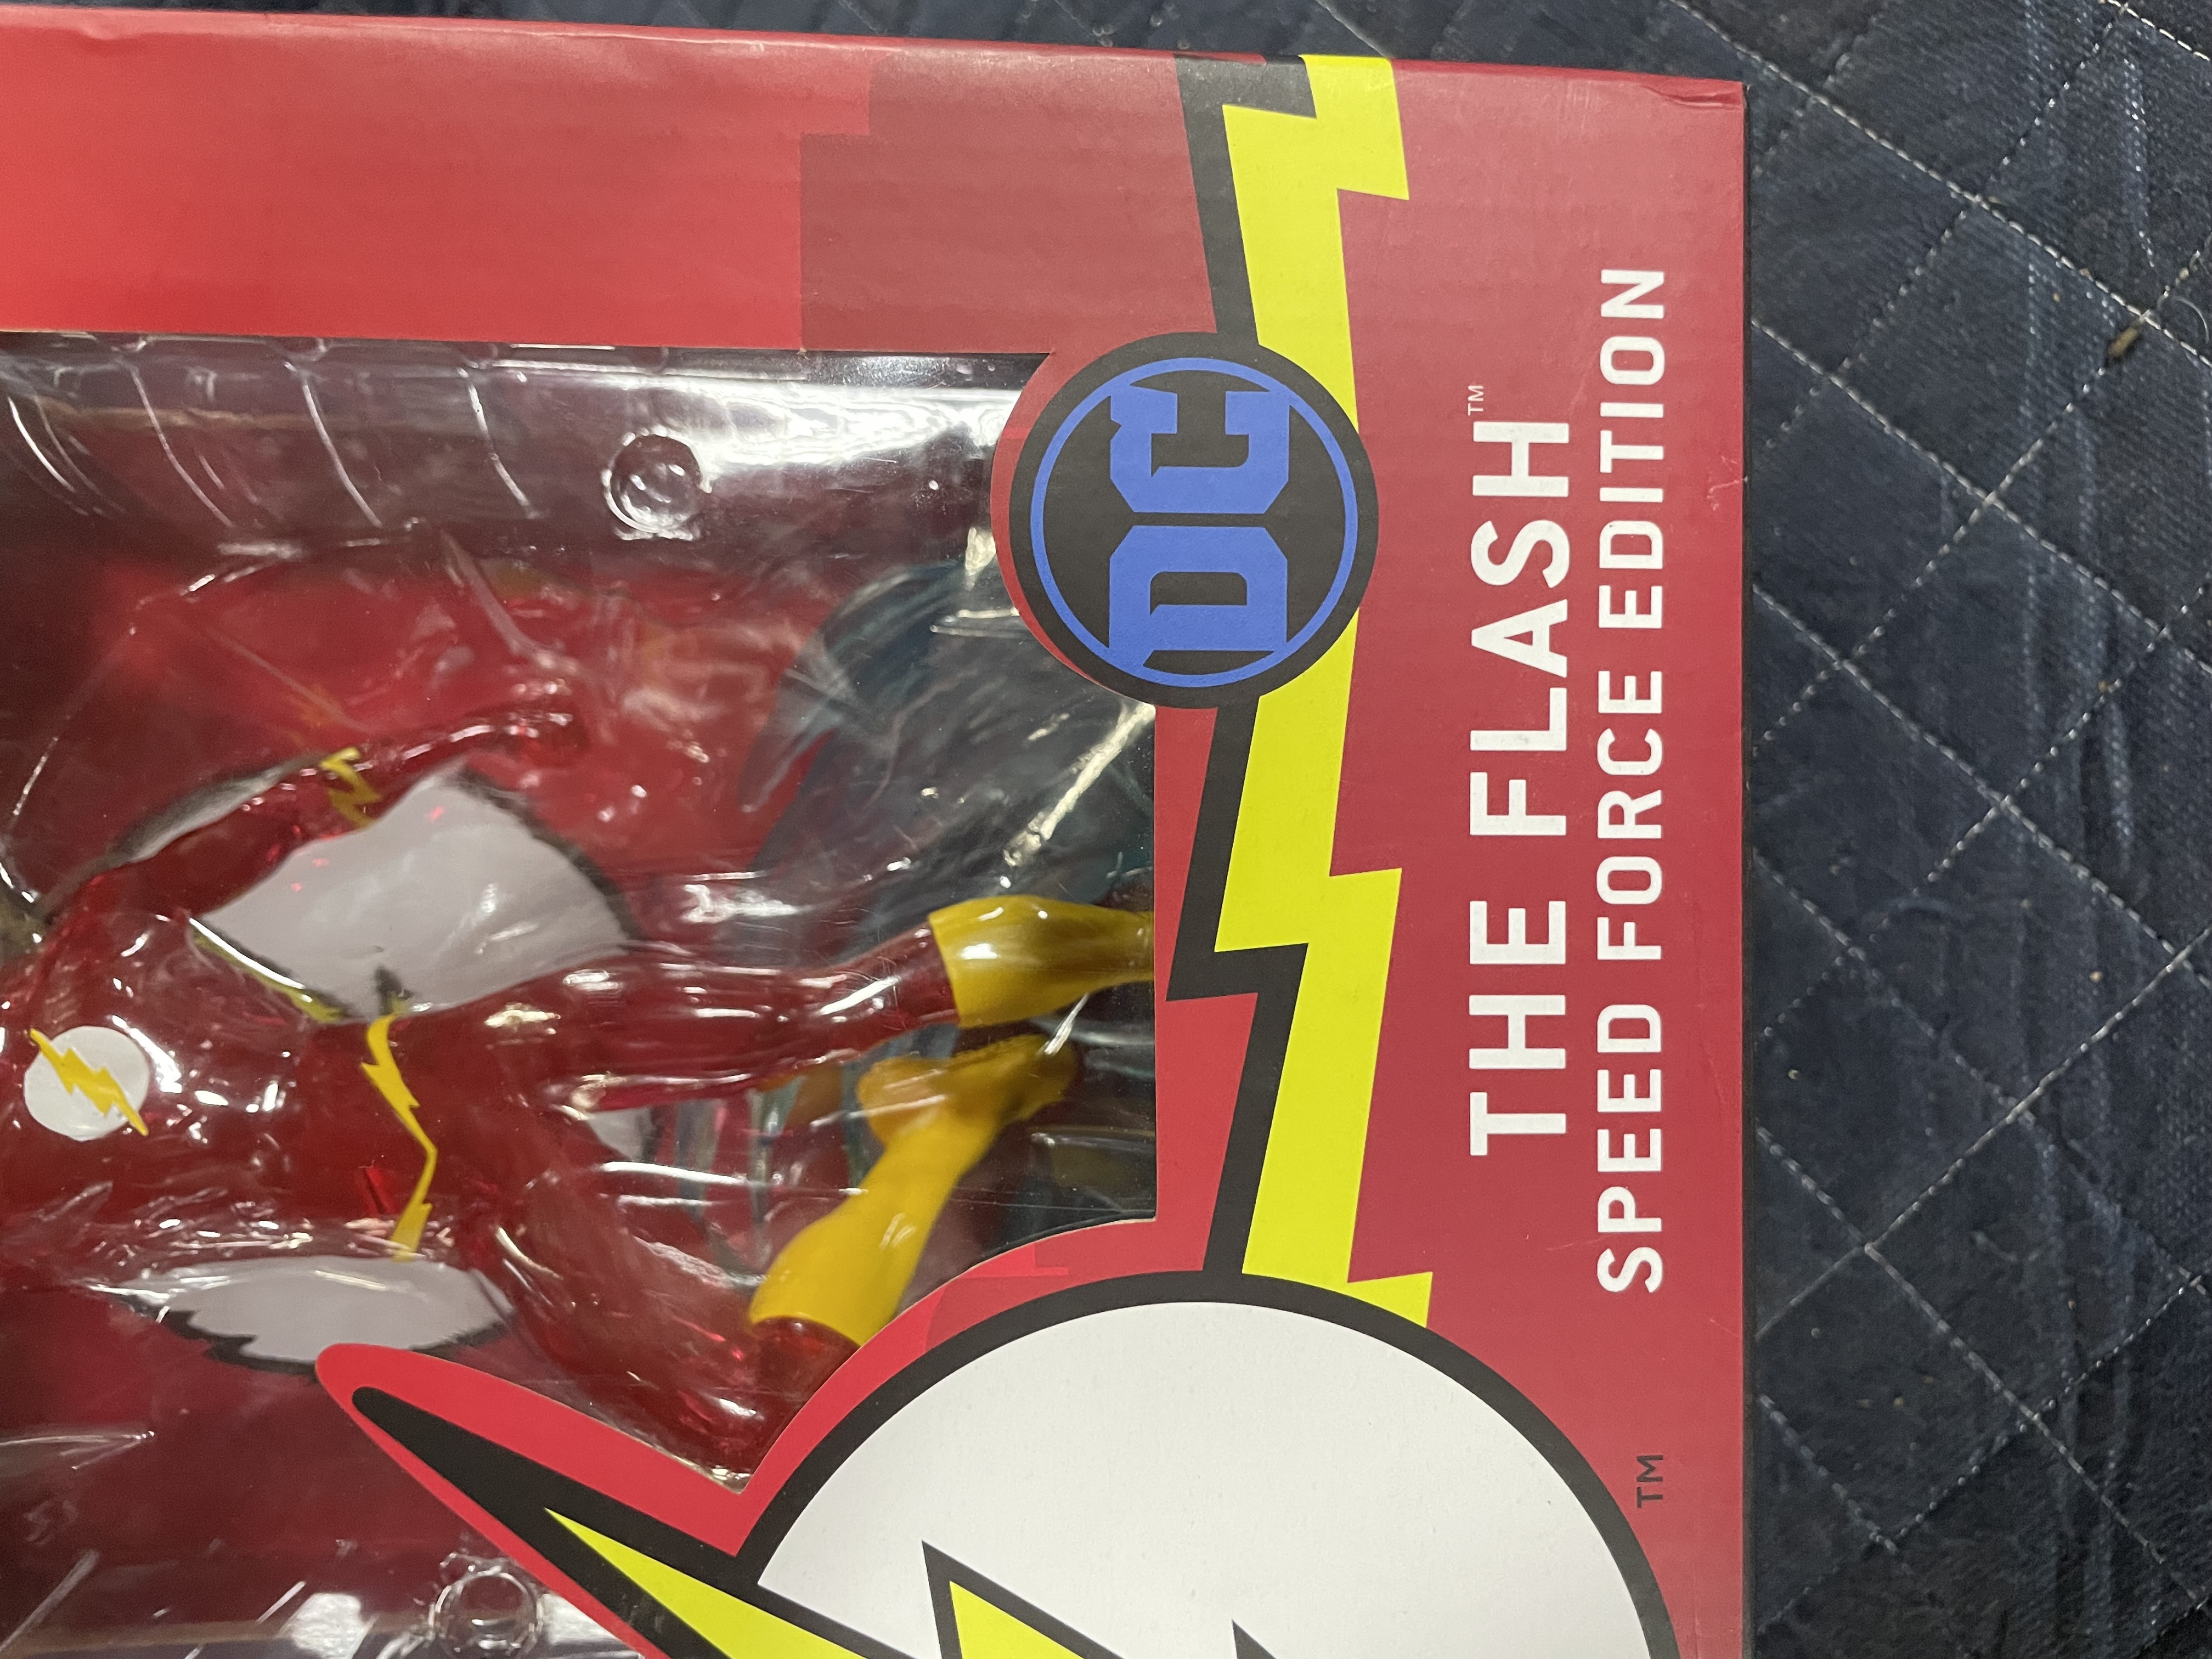 DC
THE FLASH™
SPEED FORCE EDITION
TM